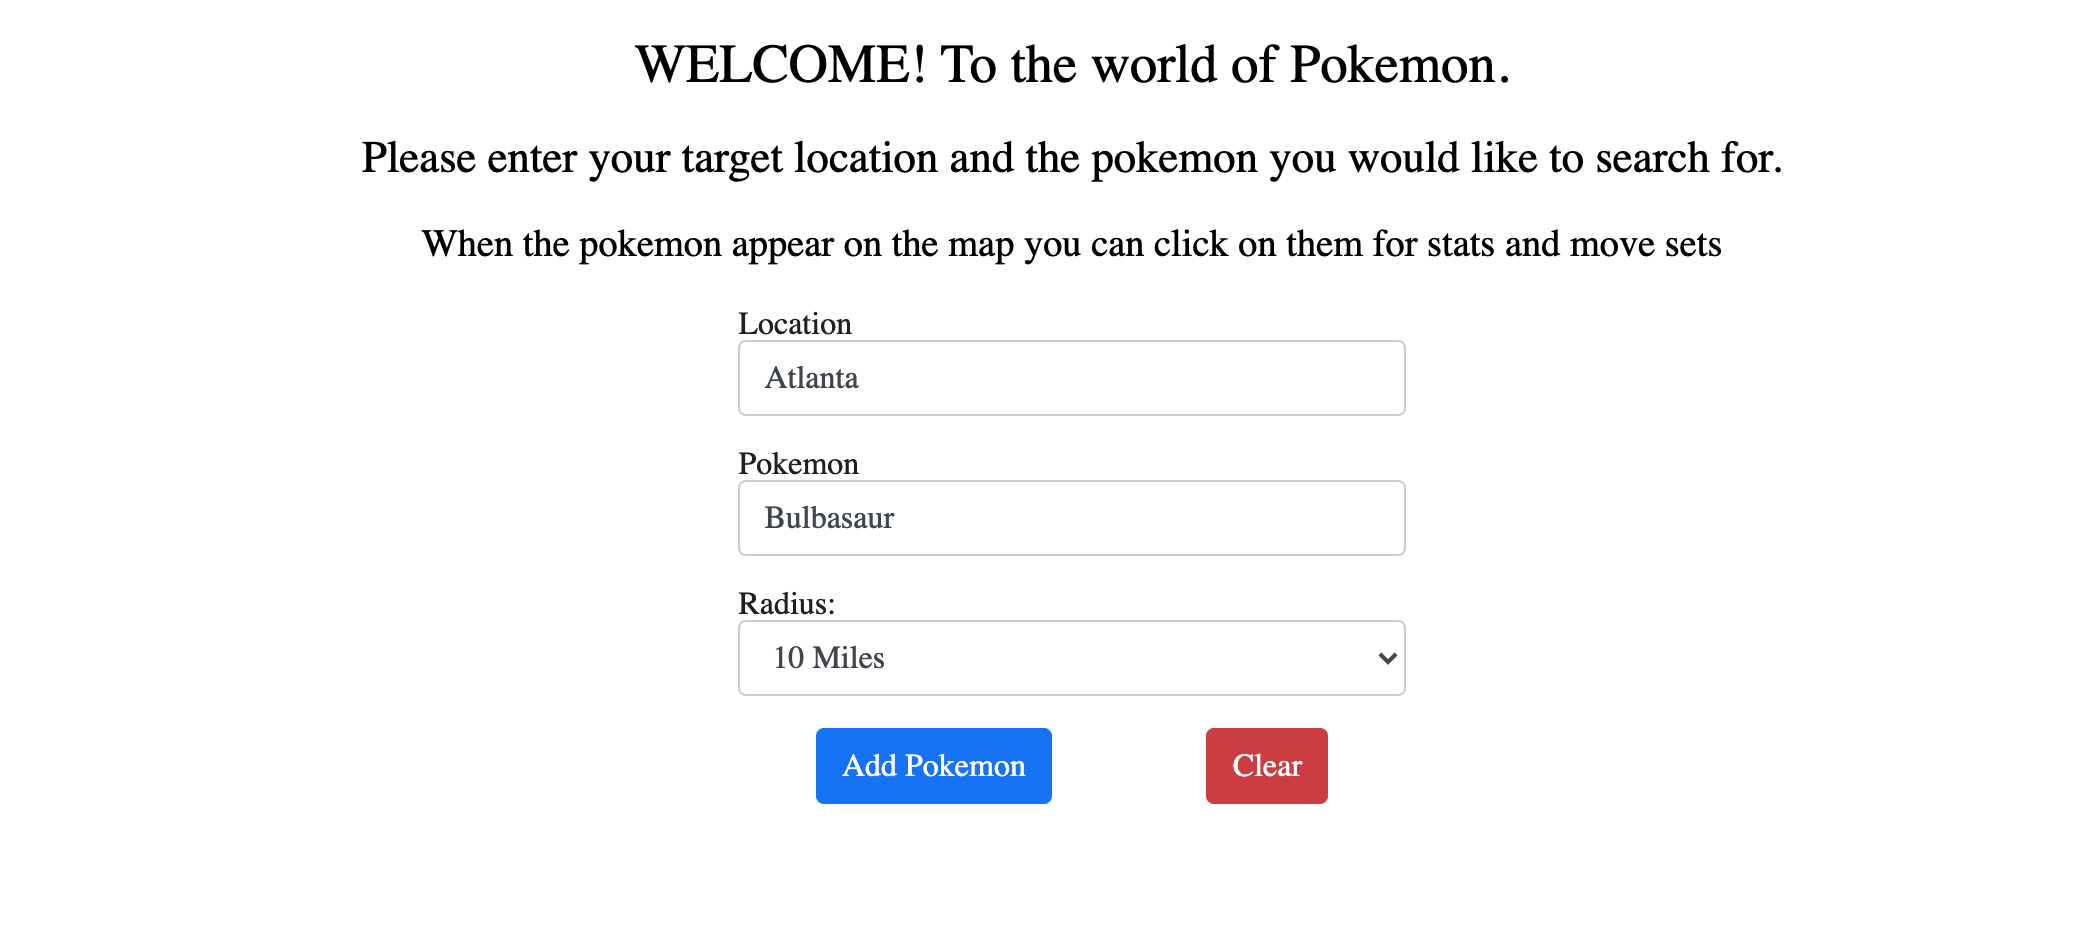 WELCOME! To the world of Pokemon.
Please enter your target location and the pokemon you would like to search for.
When the pokemon appear on the map you can click on them for stats and move sets
Location
Atlanta
Pokemon
Bulbasaur
Radius:
10 Miles
Add Pokemon
Clear